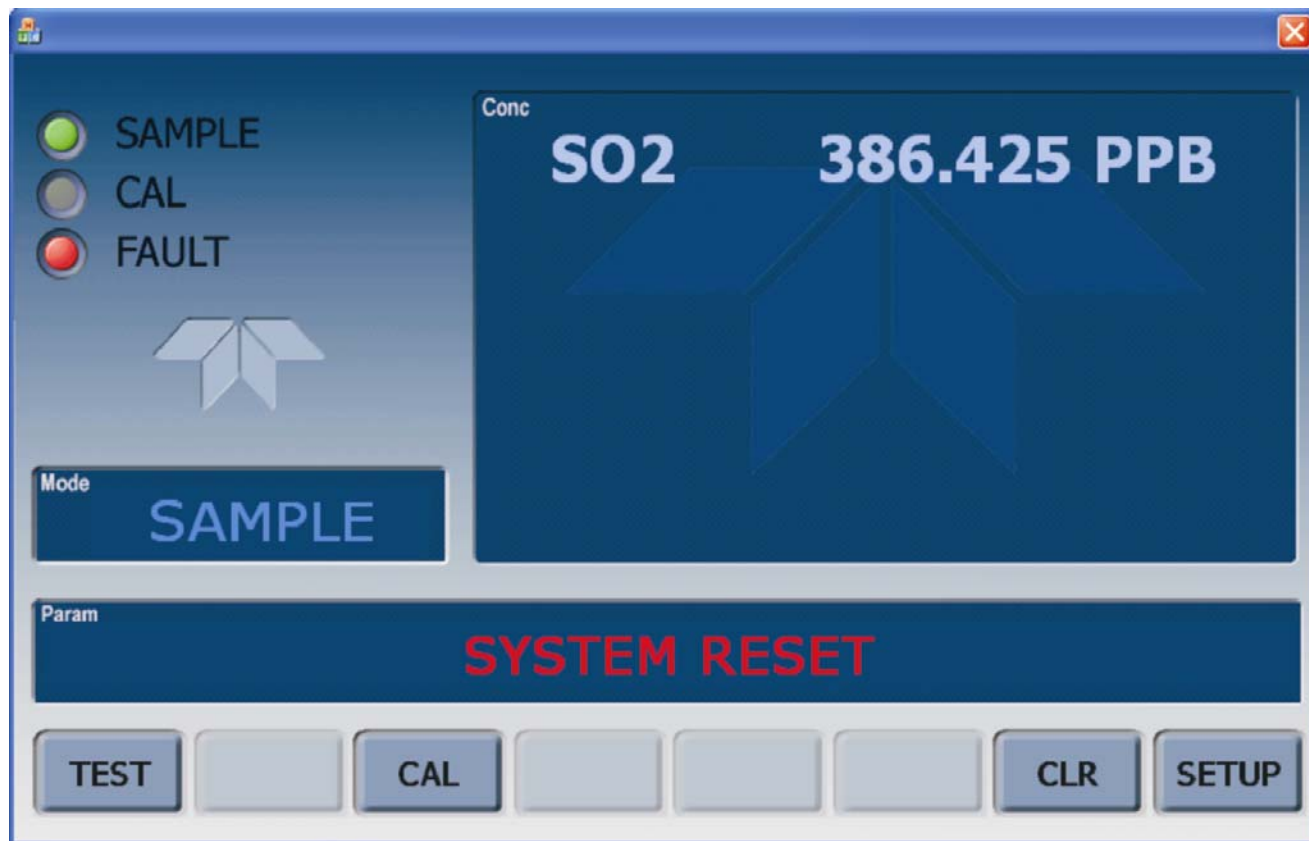 SAMPLE
CAL
FAULT
Conc
SO2 386.425 PPB
Mode
SAMPLE
Param
SYSTEM RESET
TEST CAL CLR SETUP